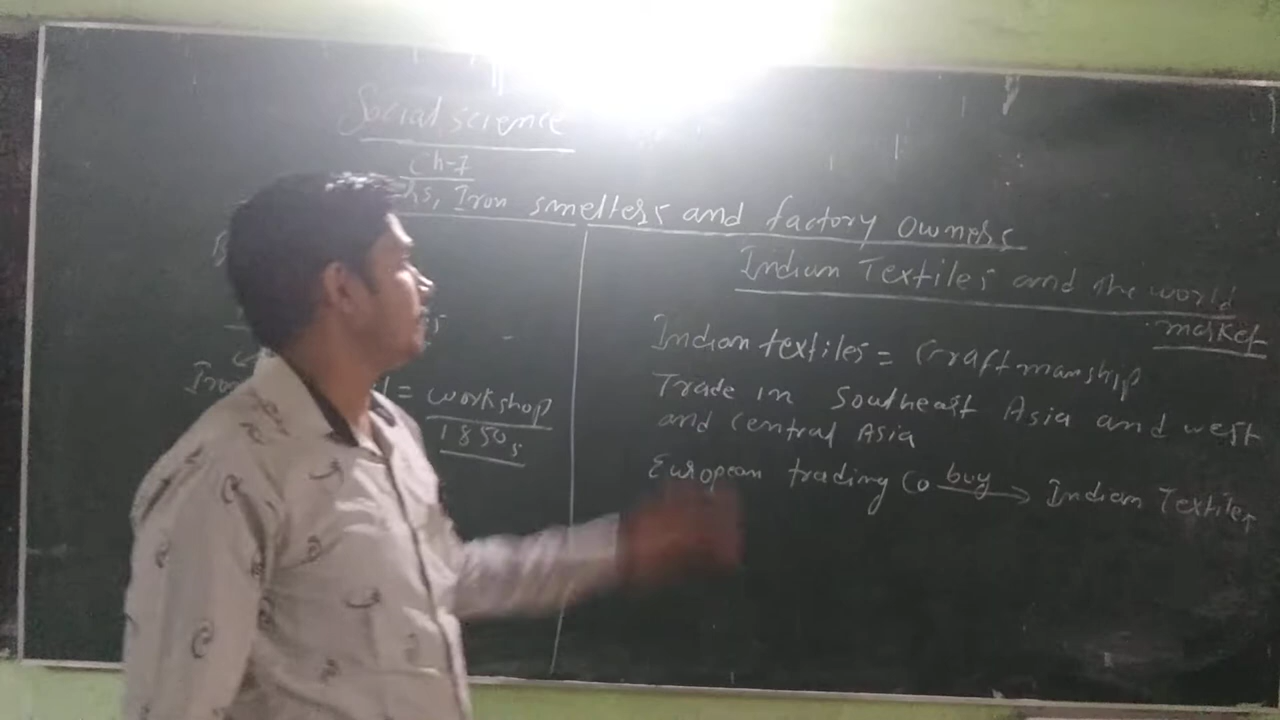 Social science
Ch-7
Iron smelters and factory owners
Iron = workshop
1850s
Indian Textiles and the world
market
Indian textiles = Craftmanship
Trade in Southeast Asia and west
and central Asia
European trading Co buy → Indian Textiles